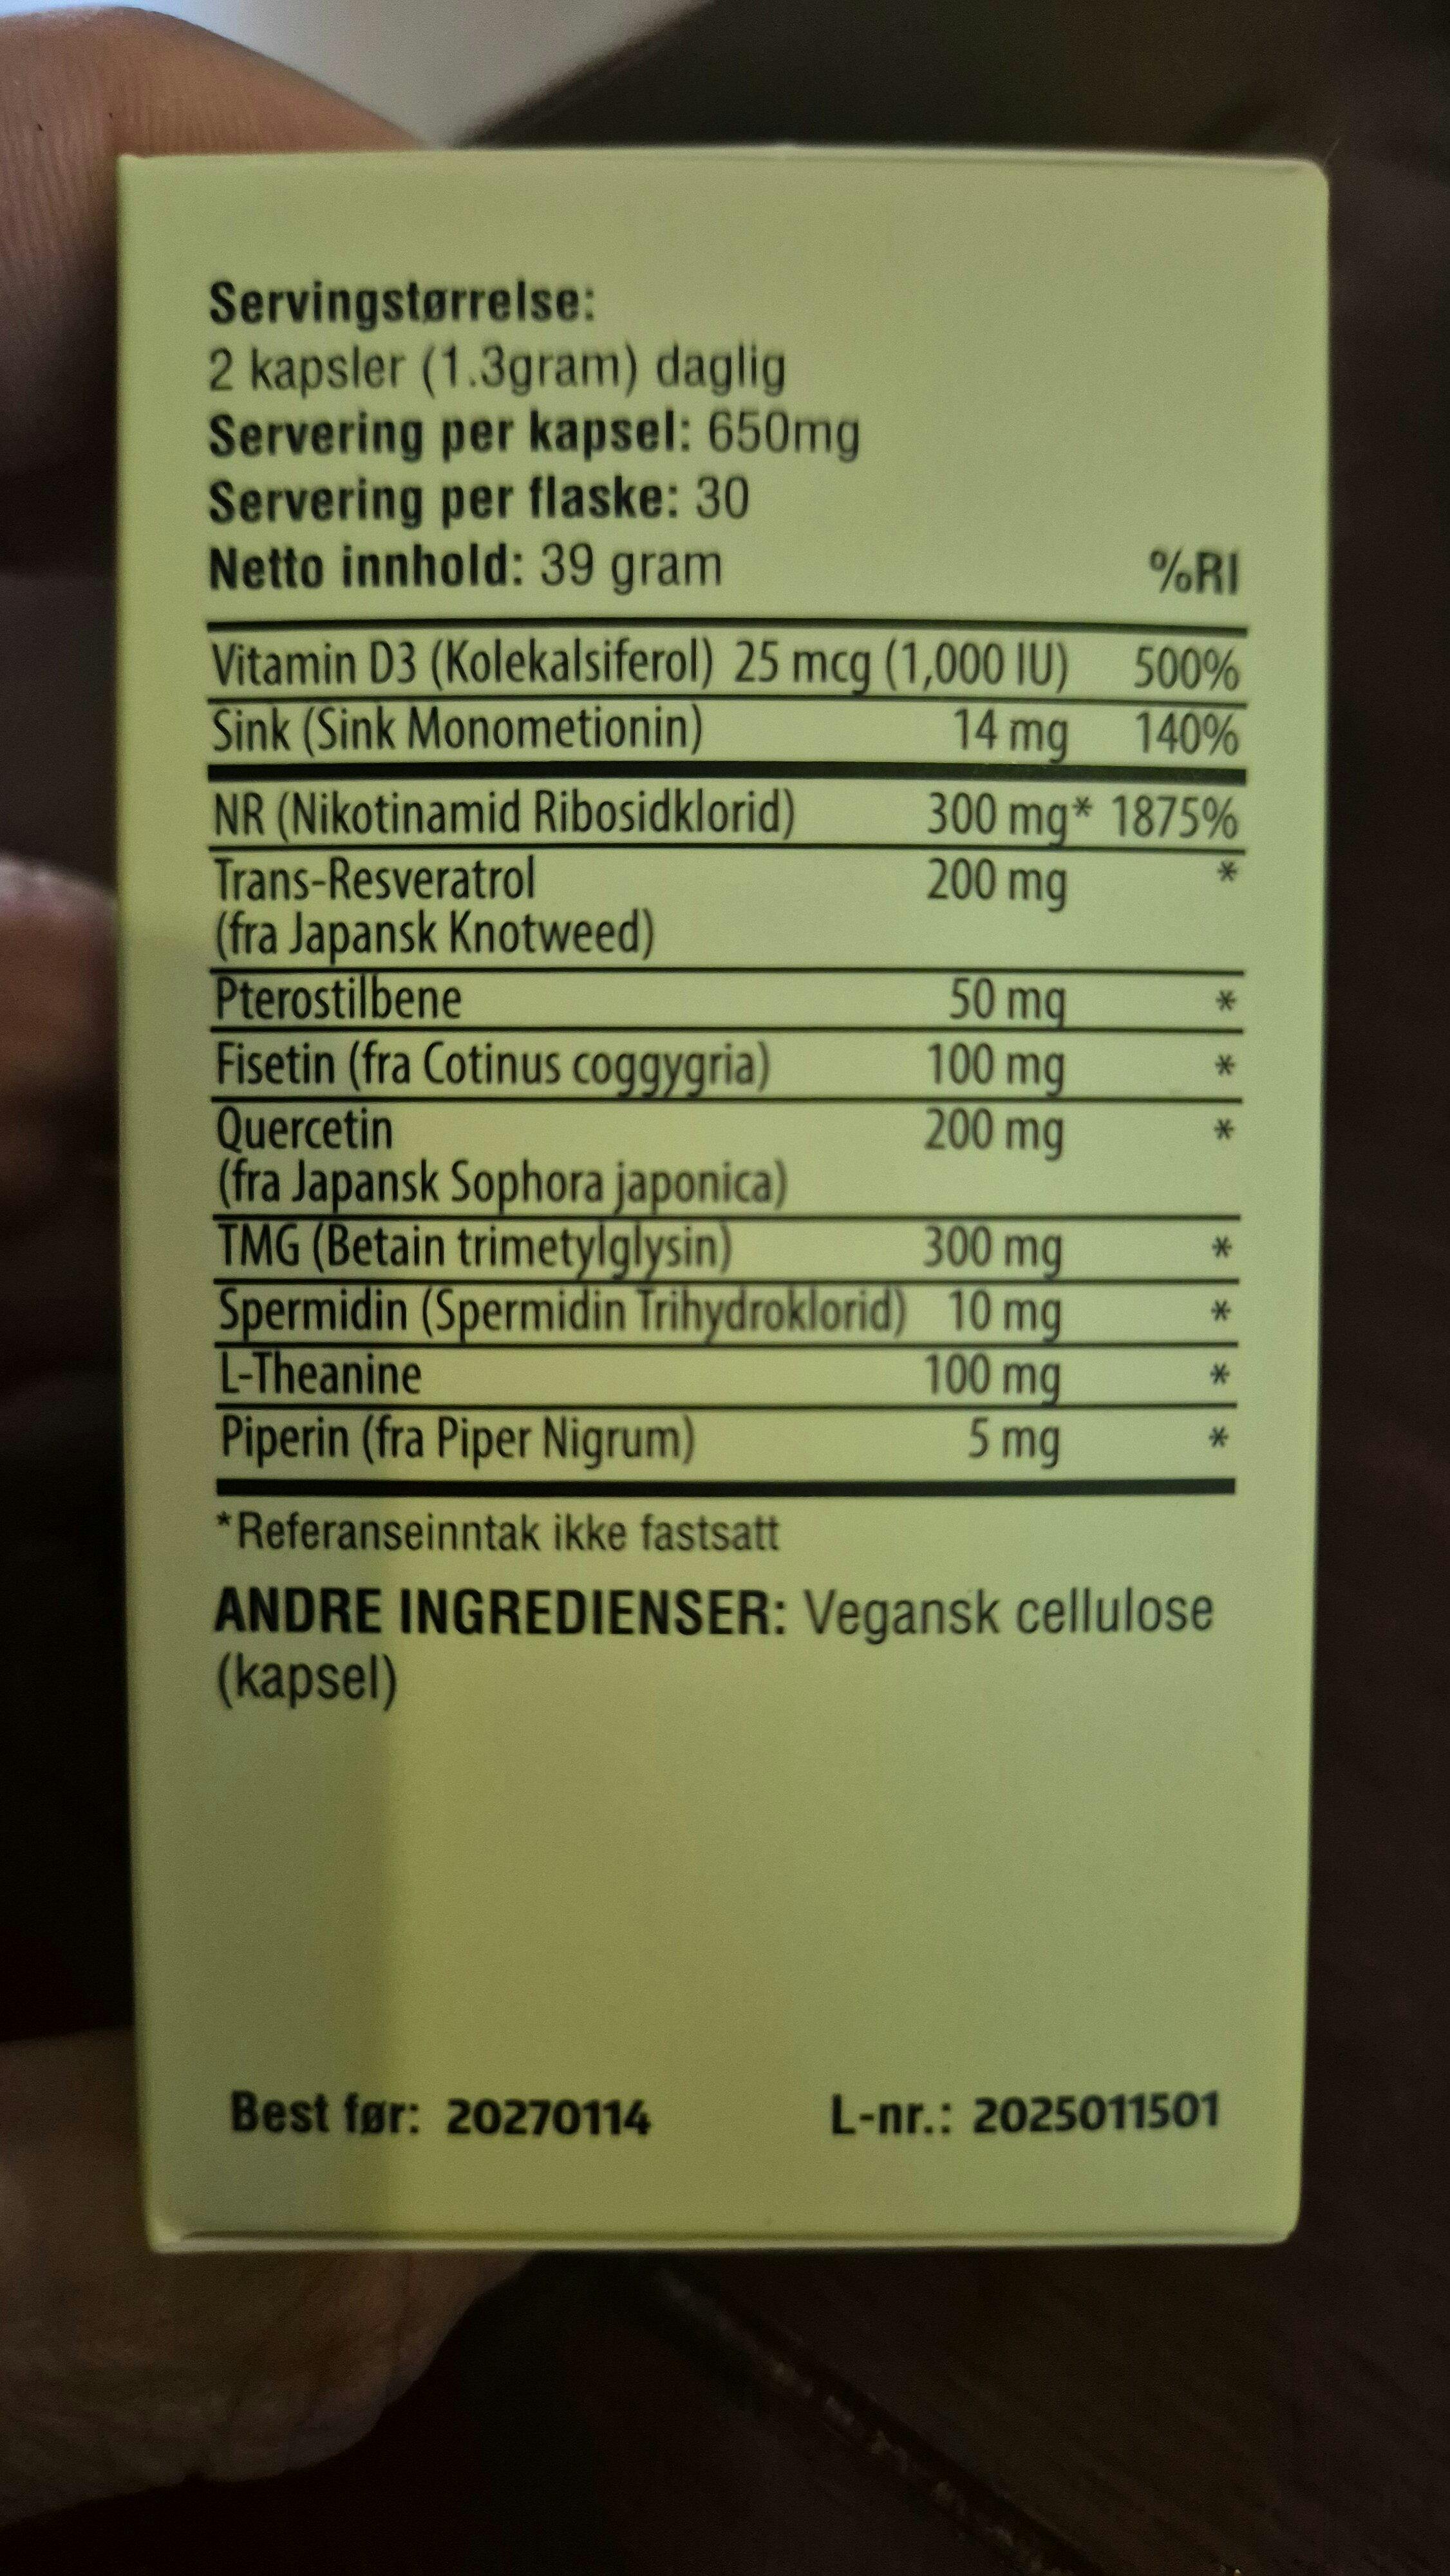 Servingstørrelse:
2 kapsler (1.3gram) daglig
Servering per kapsel: 650mg
Servering per flaske: 30
Netto innhold: 39 gram %RI
Vitamin D3 (Kolekalsiferol) 25 mcg (1,000 IU) 500%
Sink (Sink Monometionin) 14 mg 140%
NR (Nikotinamid Ribosidklorid) 300 mg* 1875%
Trans-Resveratrol 200 mg *
(fra Japansk Knotweed)
Pterostilbene 50 mg *
Fisetin (fra Cotinus coggygria) 100 mg *
Quercetin 200 mg *
(fra Japansk Sophora japonica)
TMG (Betain trimetylglysin) 300 mg *
Spermidin (Spermidin Trihydroklorid) 10 mg *
L-Theanine 100 mg *
Piperin (fra Piper Nigrum) 5 mg *
*Referanseinntak ikke fastsatt
ANDRE INGREDIENSER: Vegansk cellulose
(kapsel)
Best før: 20270114 L-nr.: 2025011501